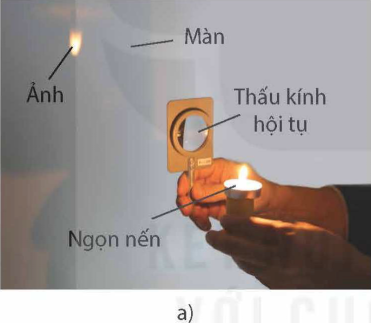 Màn
Ảnh
Thấu kính
hội tụ
Ngọn nến
a)